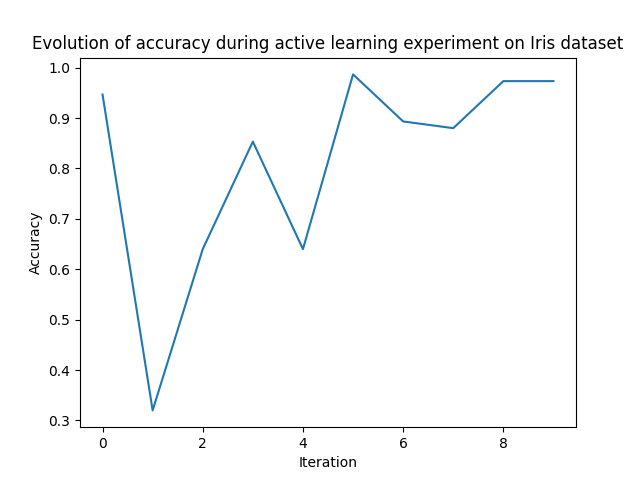 Evolution of accuracy during active learning experiment on Iris dataset
1.0
0.9
0.8
0.7
0.6
0.5
0.4
0.3
Accuracy
0 2 4 6 8
Iteration